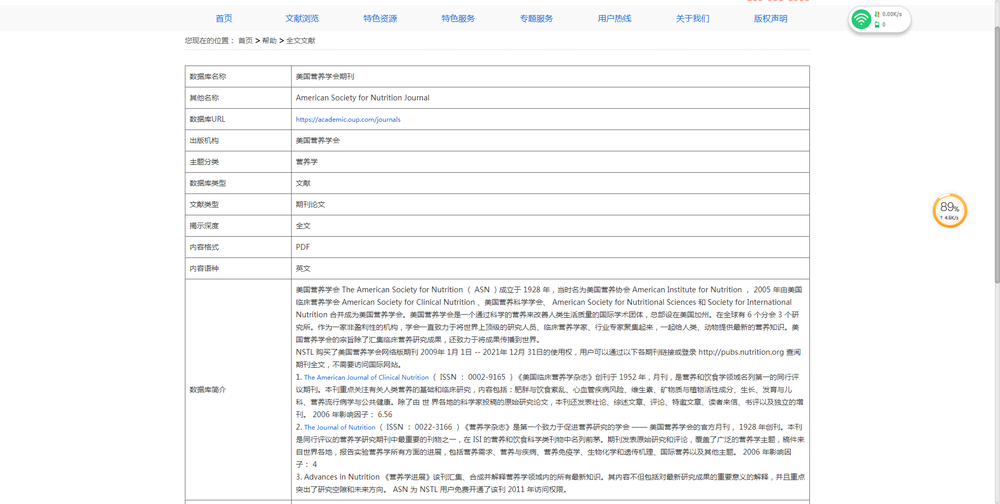 首页 文献浏览 特色资源 特色服务 专题服务 用户热线 关于我们 版权声明
0.00K/s
0
您现在的位置： 首页 > 帮助 > 全文文献
数据库名称 美国营养学会期刊
其他名称 American Society for Nutrition Journal
数据库URL https://academic.oup.com/journals
出版机构 美国营养学会
主题分类 营养学
数据库类型 文献
文献类型 期刊论文
89%
4.6K/s
揭示深度 全文
内容格式 PDF
内容语种 英文
数据库简介
美国营养学会 The American Society for Nutrition （ ASN ）成立于 1928 年，当时名为美国营养协会 American Institute for Nutrition ， 2005 年由美国
临床营养学会 American Society for Clinical Nutrition 、美国营养科学学会、 American Society for Nutritional Sciences 和 Society for International
Nutrition 合并成为美国营养学会。美国营养学会是一个通过科学的营养来改善人类生活质量的国际学术团体，总部设在美国加州。在全球有 6 个分会 3 个研
究所。作为一家非盈利性的机构，学会一直致力于将世界上顶级的研究人员、临床营养学家、行业专家聚集起来，一起给人类、动物提供最新的营养知识。美
国营养学会的宗旨除了汇集临床营养研究成果，还致力于将成果传播到世界。
NSTL 购买了美国营养学会网络版期刊 2009年 1月 1日 -- 2021年 12月 31日的使用权，用户可以通过以下各期刊链接或登录 http://pubs.nutrition.org 查阅
期刊全文，不需要访问国际网站。
1. The American Journal of Clinical Nutrition （ ISSN ： 0002-9165 ）《美国临床营养学杂志》创刊于 1952 年，月刊，是营养和饮食学领域名列第一的同行评
议期刊。本刊重点关注有关人类营养的基础和临床研究，内容包括：肥胖与饮食紊乱、心血管疾病风险、维生素、矿物质与植物活性成分、生长、发育与儿
科、营养流行病学与公共健康。除了由 世 界各地的科学家投稿的原始研究论文，本刊还发表社论、综述文章、评论、特邀文章、读者来信、书评以及独立的增
刊。 2006 年影响因子： 6.56
2. The Journal of Nutrition （ ISSN ： 0022-3166 ）《营养学杂志》是第一个致力于促进营养研究的学会 —— 美国营养学会的官方月刊， 1928 年创刊。本刊
是同行评议的营养学研究期刊中最重要的刊物之一，在 ISI 的营养和饮食科学类刊物中名列前茅。期刊发表原始研究和评论，覆盖了广泛的营养学主题，稿件来
自世界各地，报告实验营养学所有方面的进展，包括营养需求、营养与疾病、营养免疫学、生物化学和遗传机理、国际营养以及其他主题。 2006 年影响因
子： 4
3. Advances in Nutrition 《营养学进展》该刊汇集、合成并解释营养学领域内的所有最新知识。其内容不但包括对最新研究成果的重要意义的解释，并且重点
突出了研究空隙和未来方向。 ASN 为 NSTL 用户免费开通了该刊 2011 年访问权限。